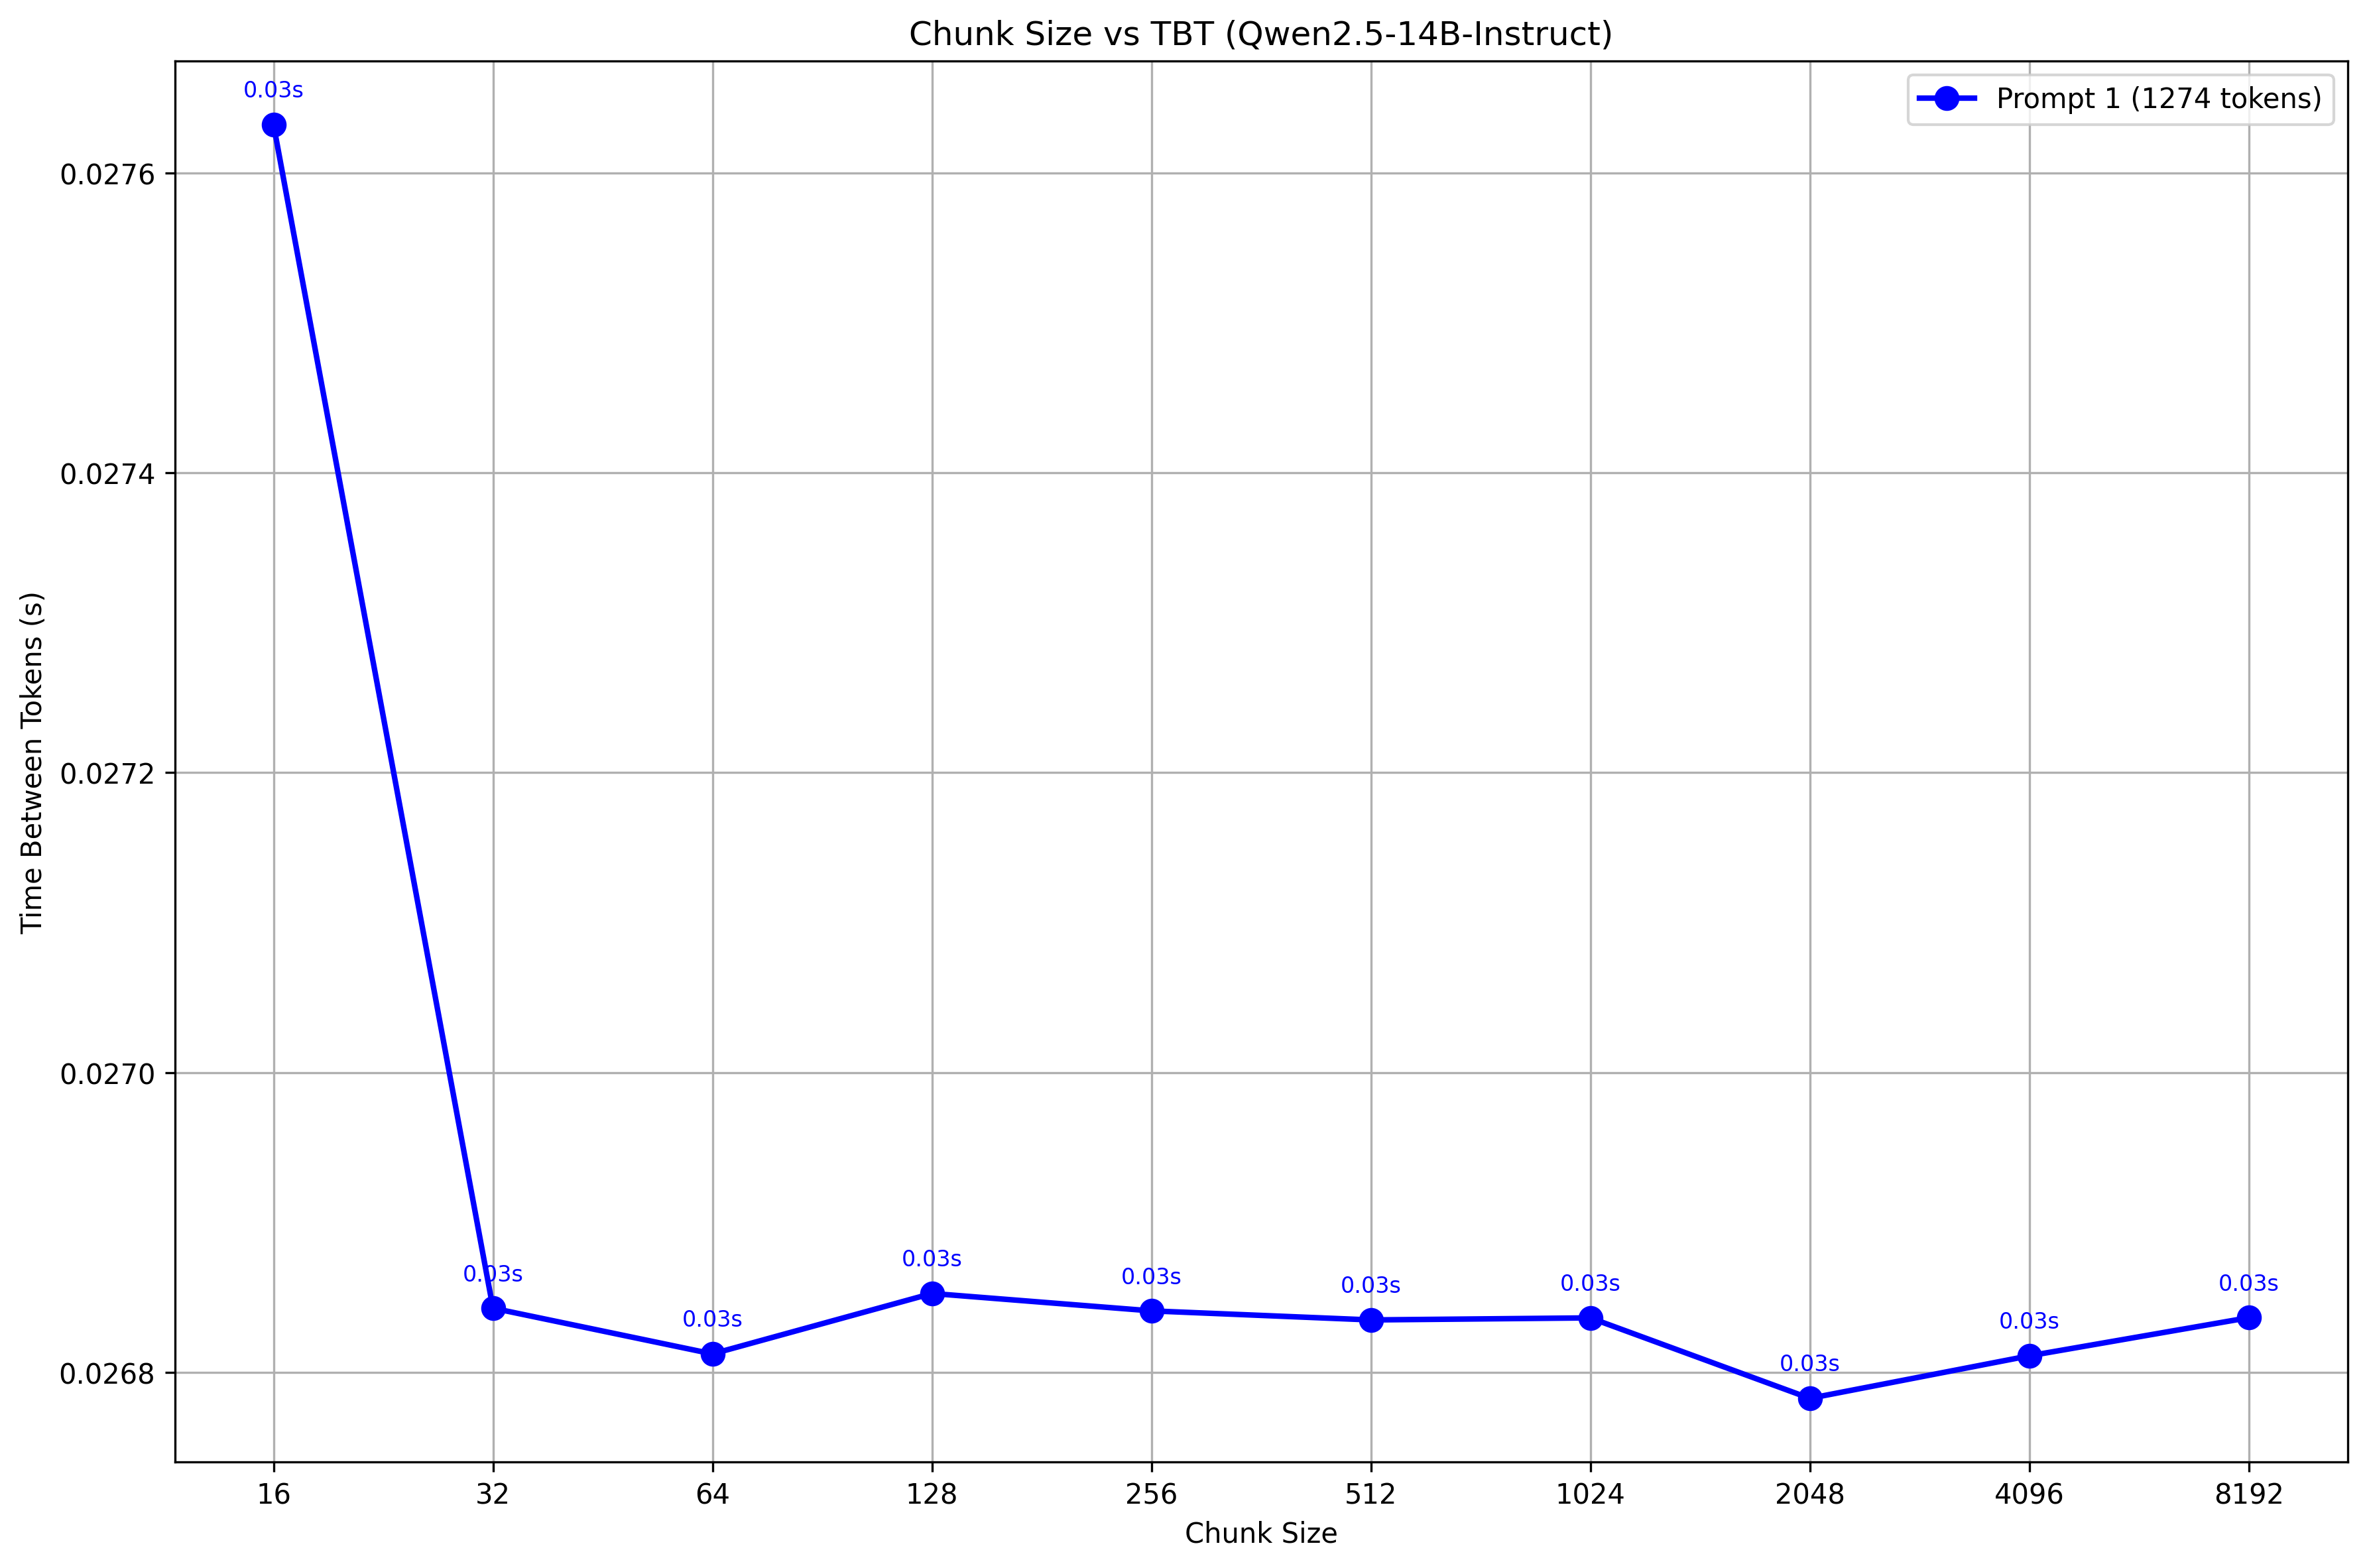 Chunk Size vs TBT (Qwen2.5-14B-Instruct)
Prompt 1 (1274 tokens)
Time Between Tokens (s)
0.0276
0.0274
0.0272
0.0270
0.0268
0.03s
0.03s
0.03s
0.03s
0.03s
0.03s
0.03s
0.03s
0.03s
0.03s
16 32 64 128 256 512 1024 2048 4096 8192
Chunk Size